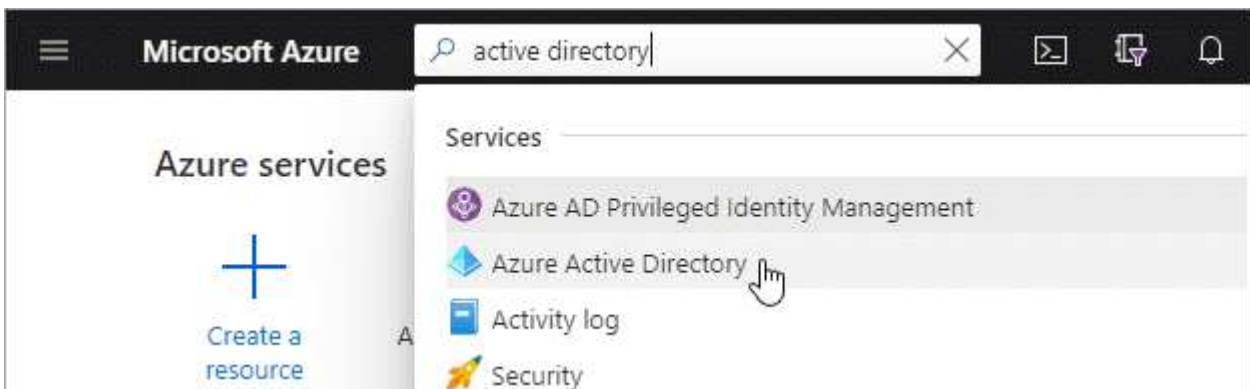 Microsoft Azure
active directory
Services
Azure services
Azure AD Privileged Identity Management
Azure Active Directory
Activity log
Create a
resource
A
Security